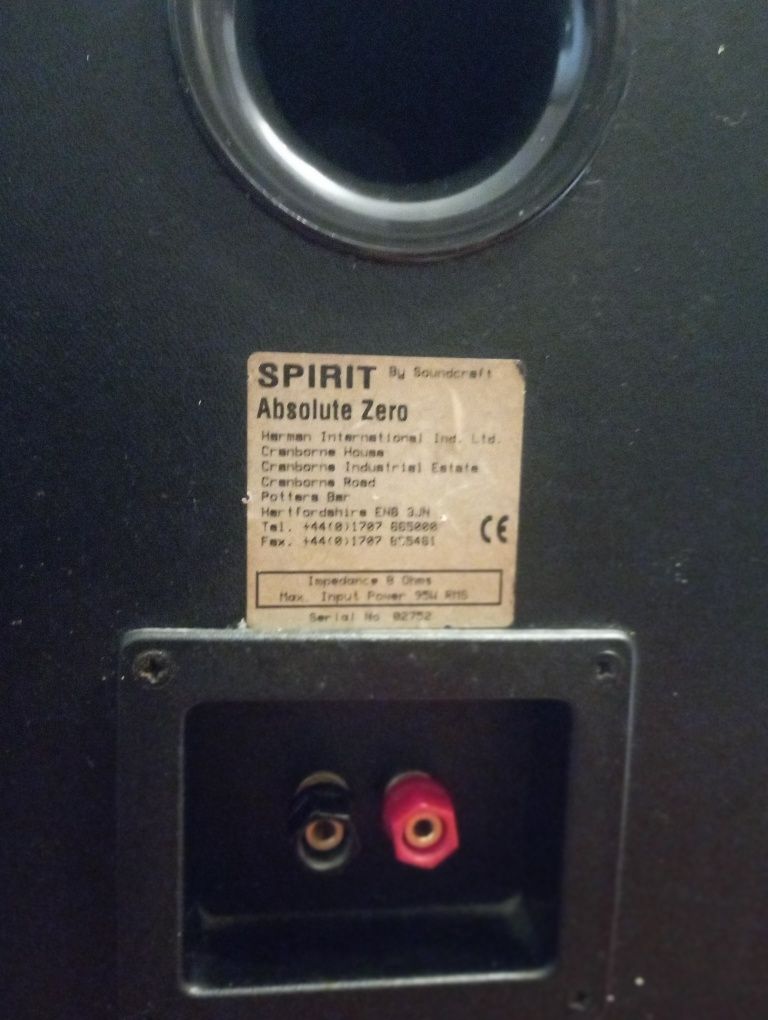 SPIRIT By Soundcraft
Absolute Zero
Harman International Ind. Ltd.
Cranborne House
Cranborne Industrial Estate
Cranborne Road
Potters Bar
Hertfordshire EN6 3JN
Tel. +44(0)1707 665000
Fax. +44(0)1707
CE
Impedance 8 Ohms
Max. Input Power 95W RMS
Serial No 02752